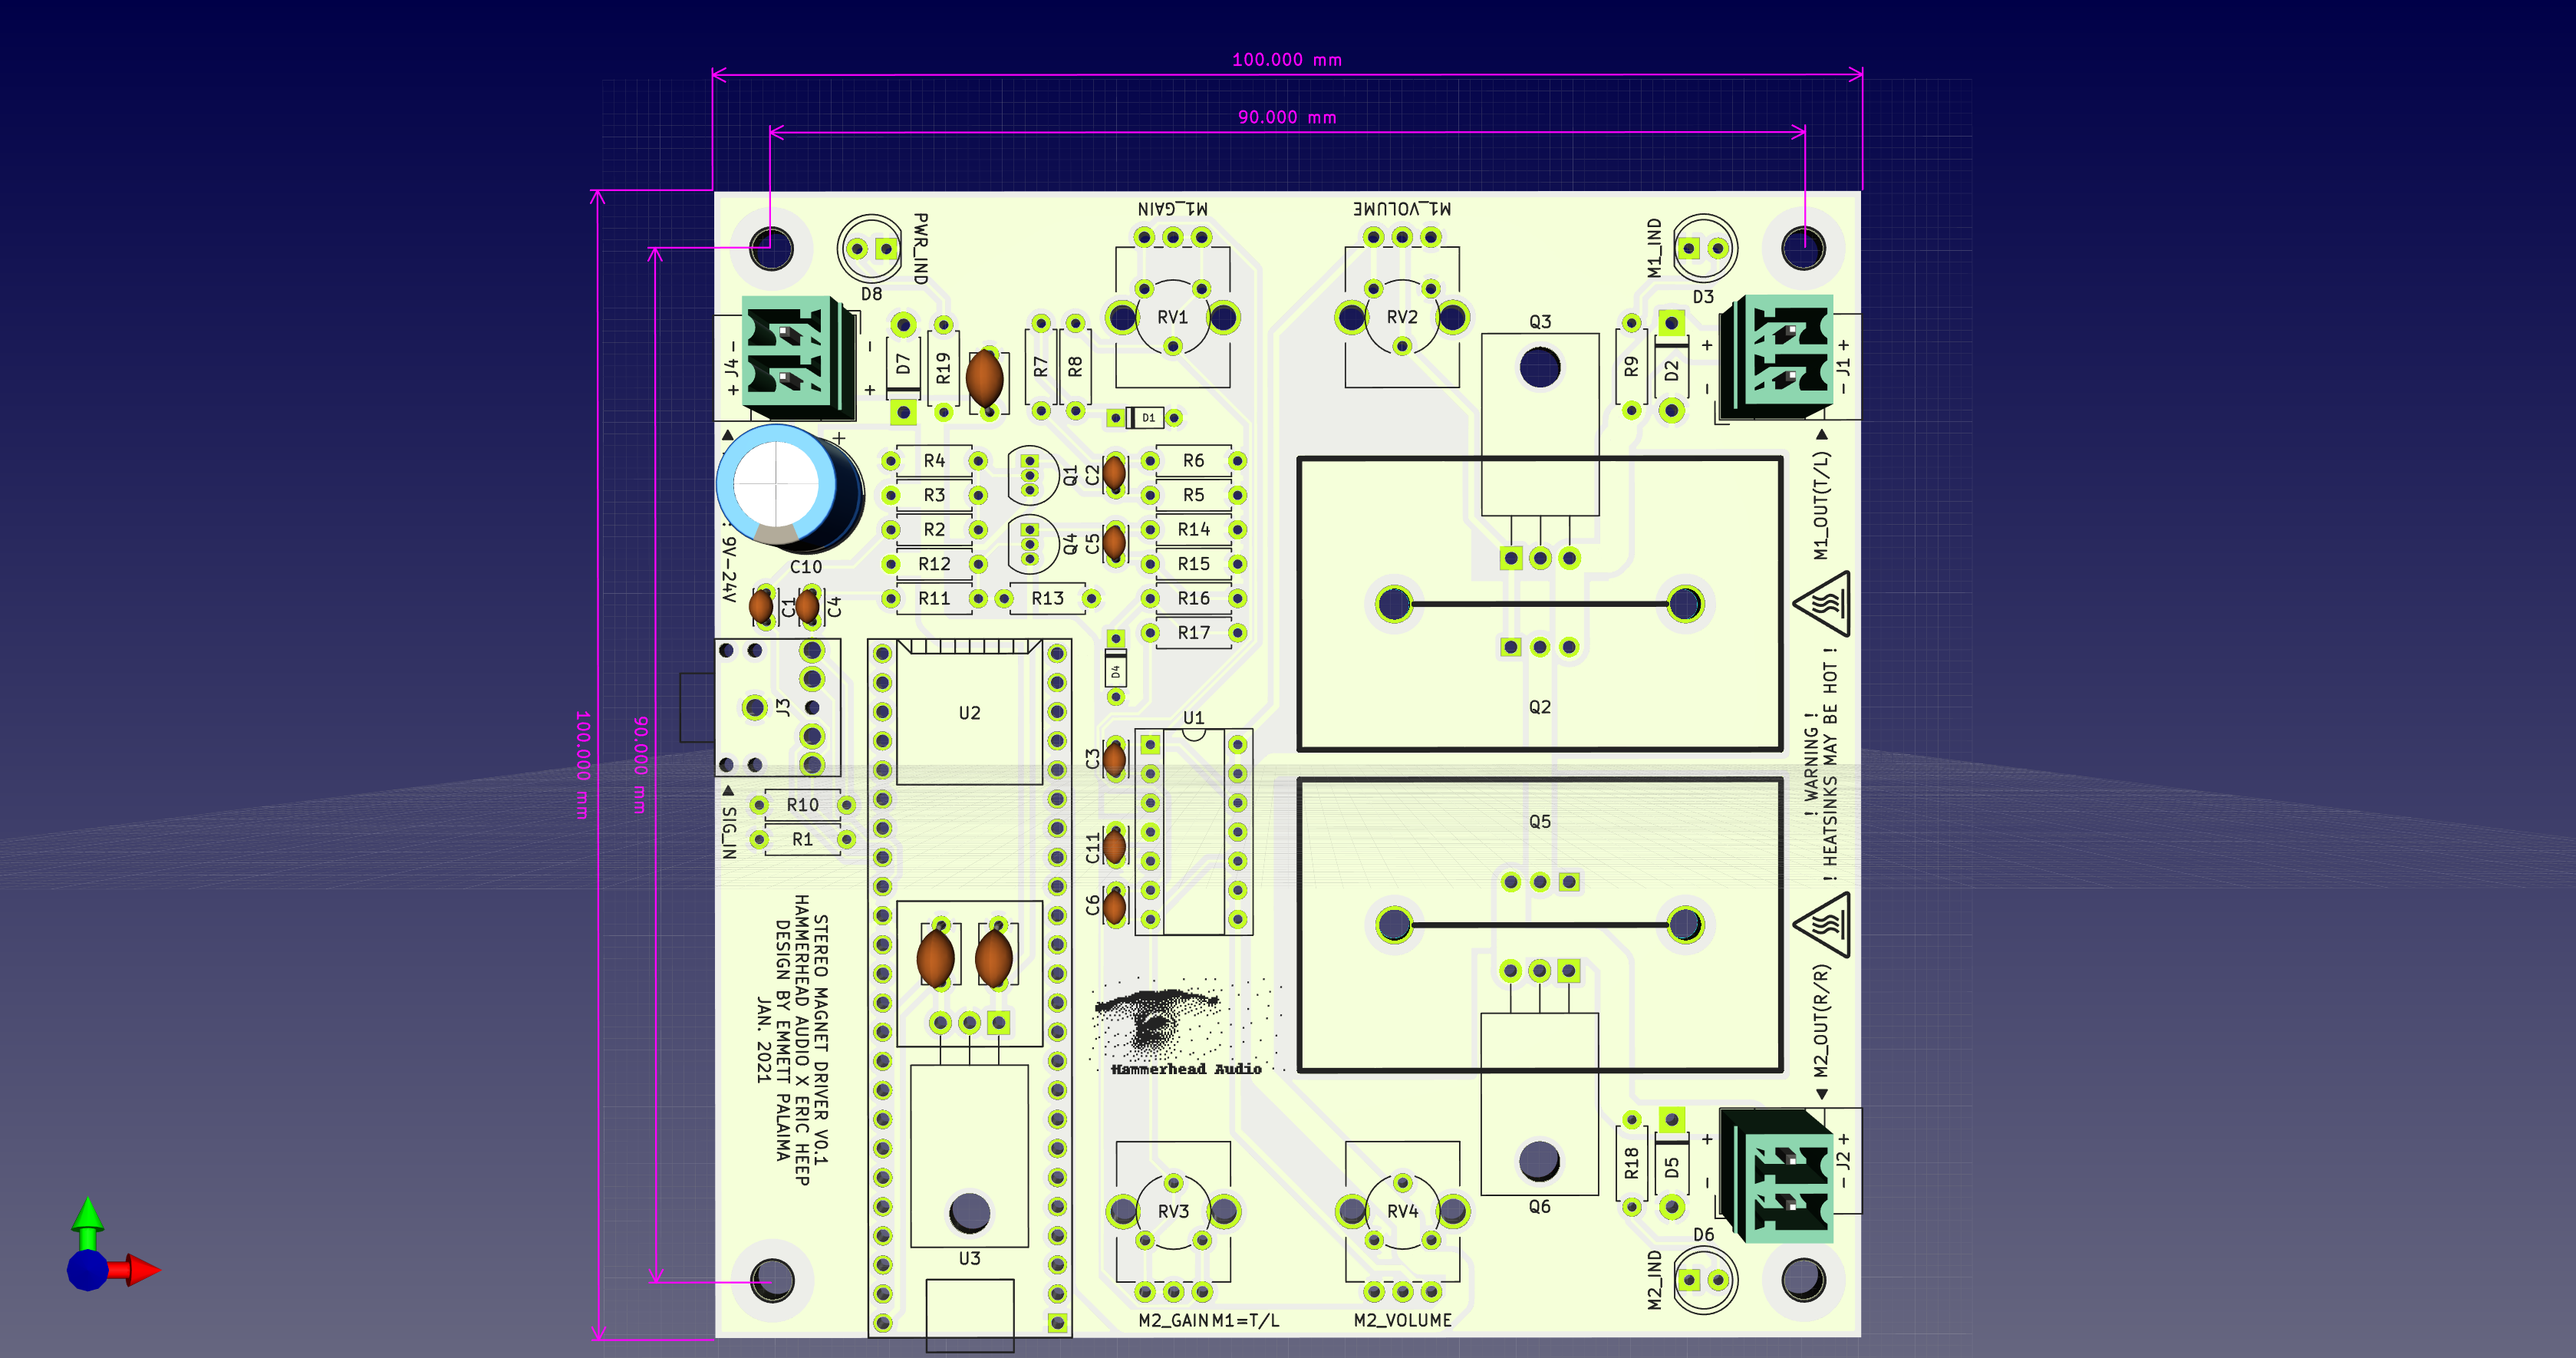 100.000 mm
90.000 mm
100.000 mm
90.000 mm
M1_GAIN
M1_VOLUME
PWR_IND
D8
M1_IND
D3
RV1
RV2
Q3
J4
- +
- +
D7
R19
R7
R8
D1
R9
D2
+ -
J1
+ -
+
9V-24V
C10
R4
R3
R2
R12
R11
R13
Q1
Q4
C2
C5
R6
R5
R14
R15
R16
R17
M1_OUT(T/L)
C1
C4
J3
U2
D4
U1
Q2
! WARNING !
! HEATSINKS MAY BE HOT !
C3
C11
C6
R10
R1
SIG_IN
Q5
STEREO MAGNET DRIVER V0.1
HAMMERHEAD AUDIO X ERIC HEEP
DESIGN BY EMMETT PALAIMA
JAN. 2021
Hammerhead Audio
M2_OUT(R/R)
U3
RV3
RV4
Q6
R18
D5
+ -
J2
+ -
D6
M2_IND
M2_GAIN
M1=T/L
M2_VOLUME